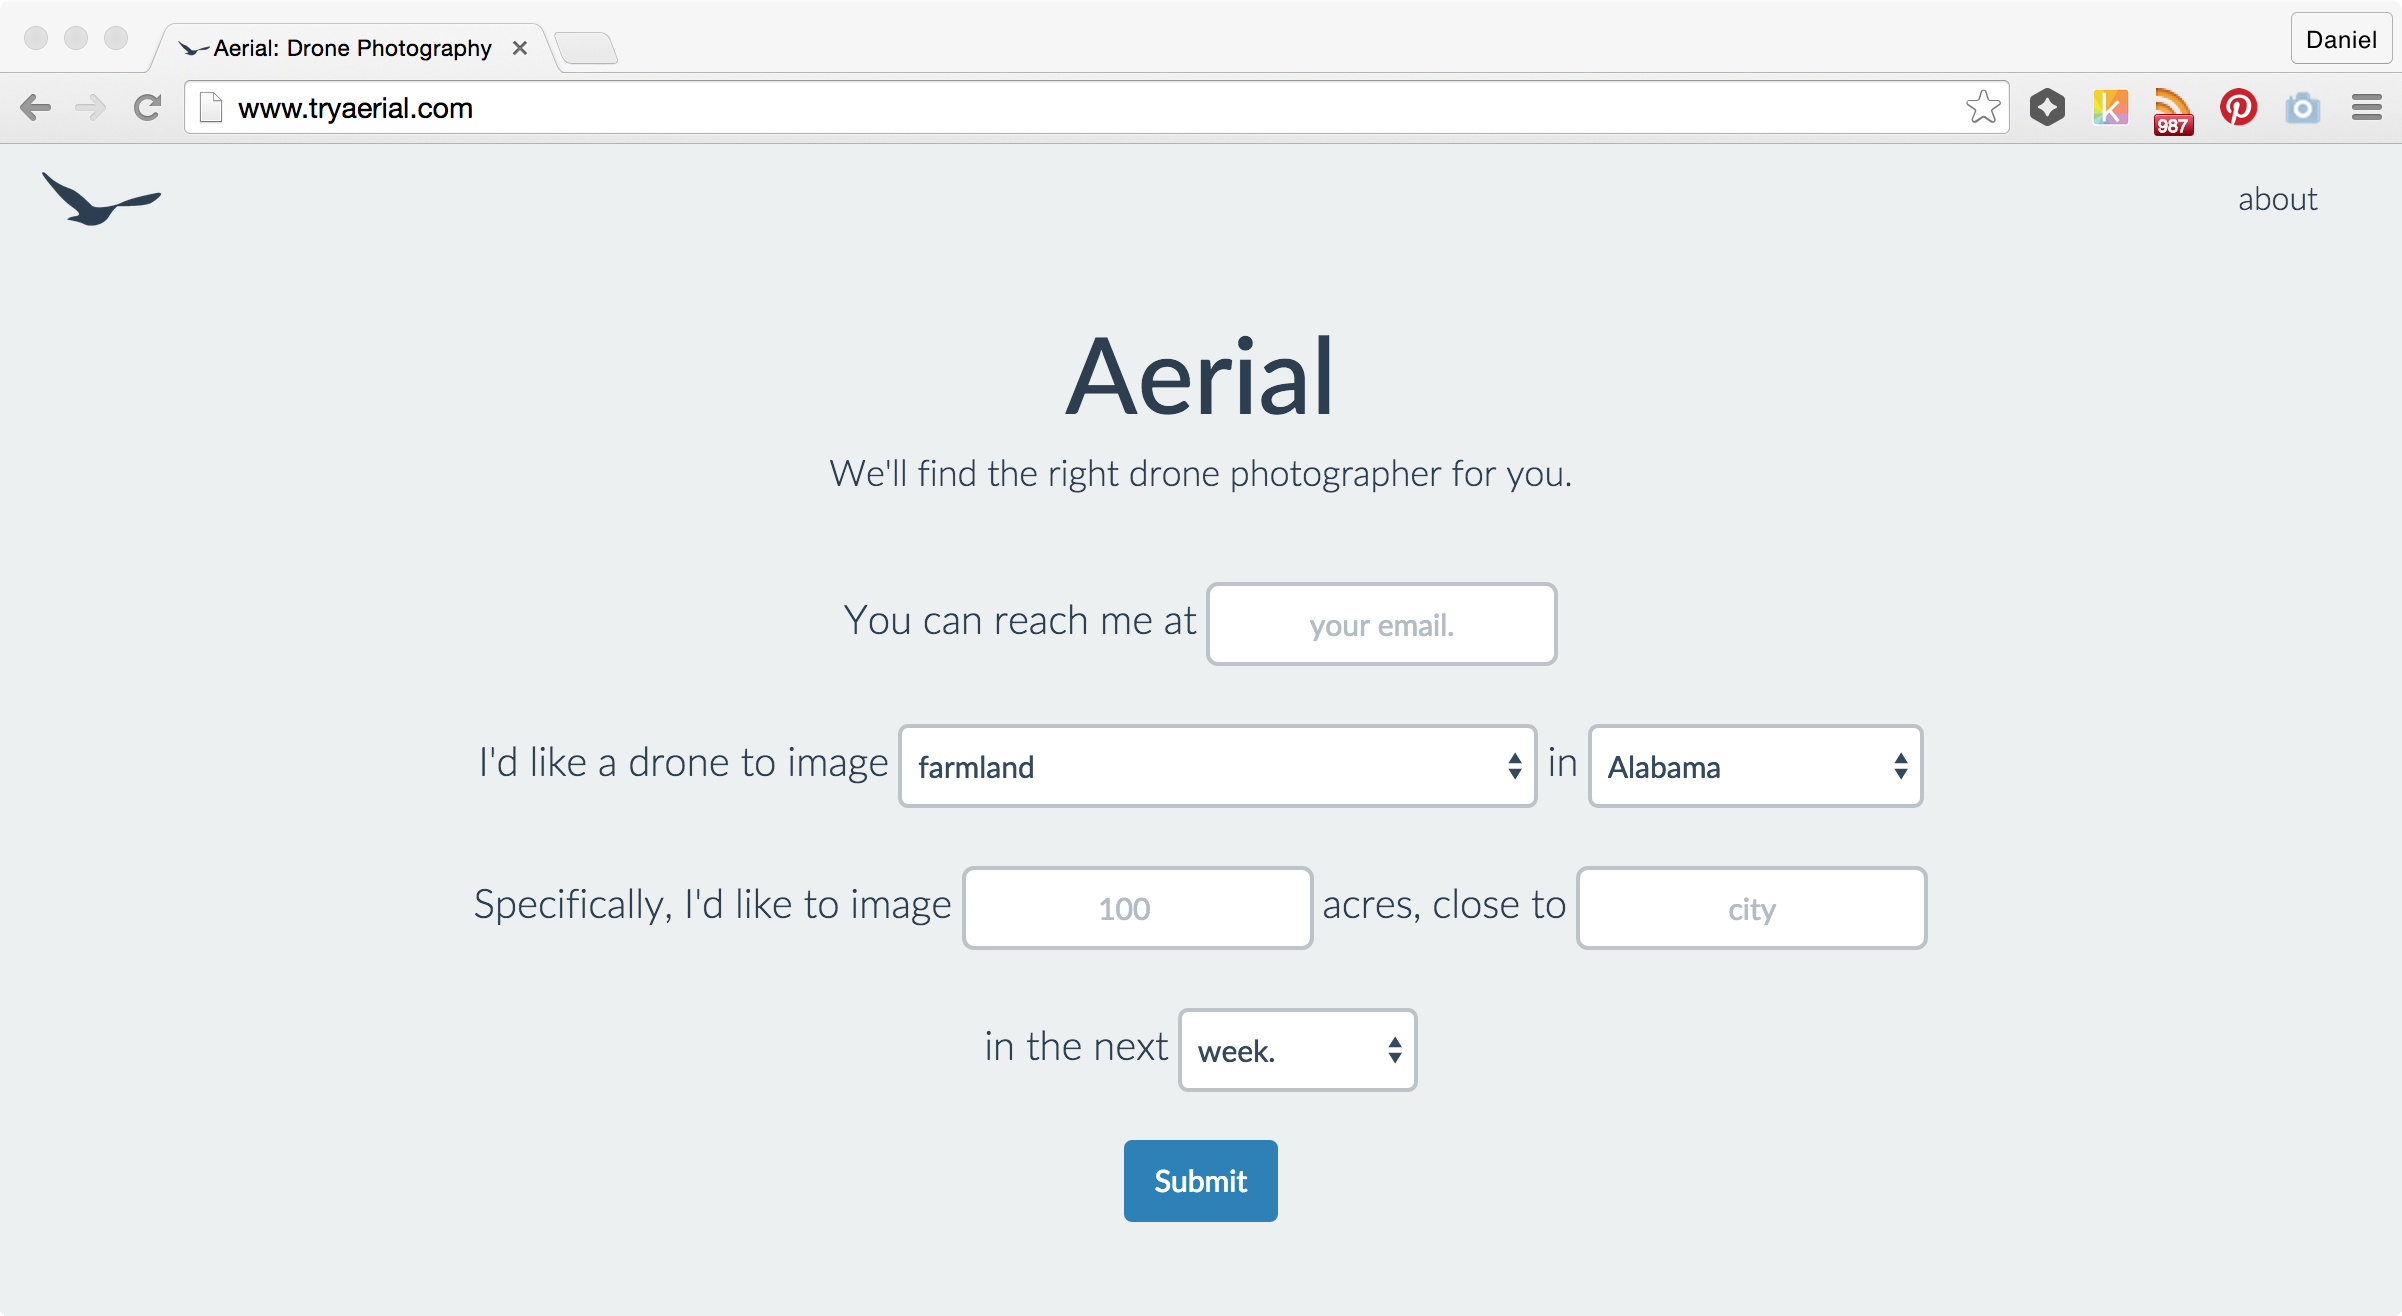 Aerial: Drone Photography
Daniel
www.tryaerial.com
k
987
about
Aerial
We'll find the right drone photographer for you.
You can reach me at your email.
I'd like a drone to image farmland in Alabama
Specifically, I'd like to image 100 acres, close to city
in the next week.
Submit